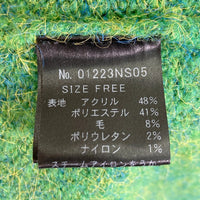 No. 01223NS05
SIZE FREE
表地 アクリル 48%
ポリエステル 41%
毛 8%
ポリウレタン 2%
ナイロン 1%